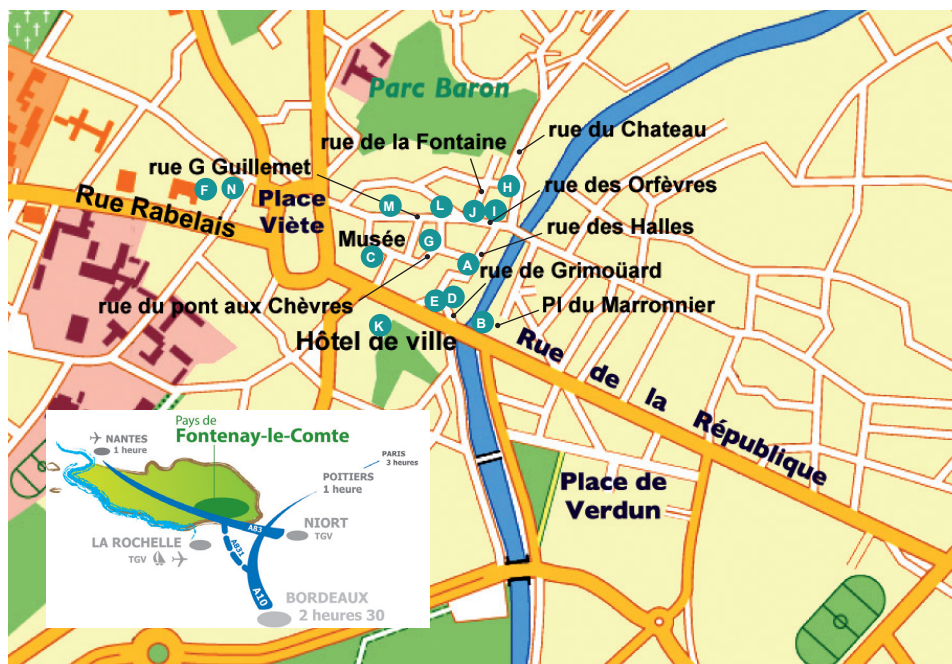 Parc Baron
rue du Chateau
rue de la Fontaine
rue G Guillemet
H
F
N
rue des Orfèvres
Rue Rabelais
Place
Viète
M
L
J
I
Musée
G
rue des Halles
C
A
rue de Grimoüard
rue du pont aux Chèvres
E
D
Pl du Marronnier
K
B
Hôtel de ville
Rue de la République
Place de
Verdun
Pays de
Fontenay-le-Comte
NANTES
1 heure
PARIS
3 heures
POITIERS
1 heure
A83
NIORT
TGV
LA ROCHELLE
TGV
A831
A10
BORDEAUX
2 heures 30